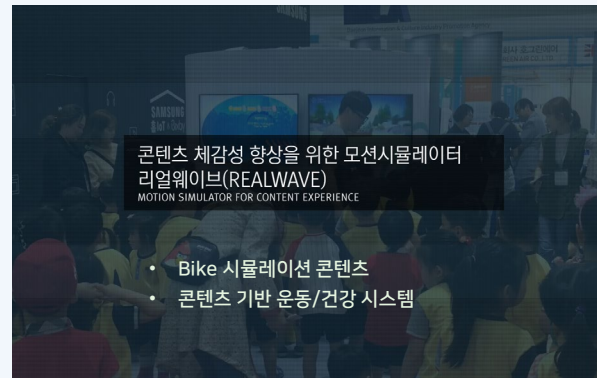 SAMSUNG
콘텐츠 체감성 향상을 위한 모션시뮬레이터
리얼웨이브(REALWAVE)
MOTION SIMULATOR FOR CONTENT EXPERIENCE
• Bike 시뮬레이션 콘텐츠
• 콘텐츠 기반 운동/건강 시스템